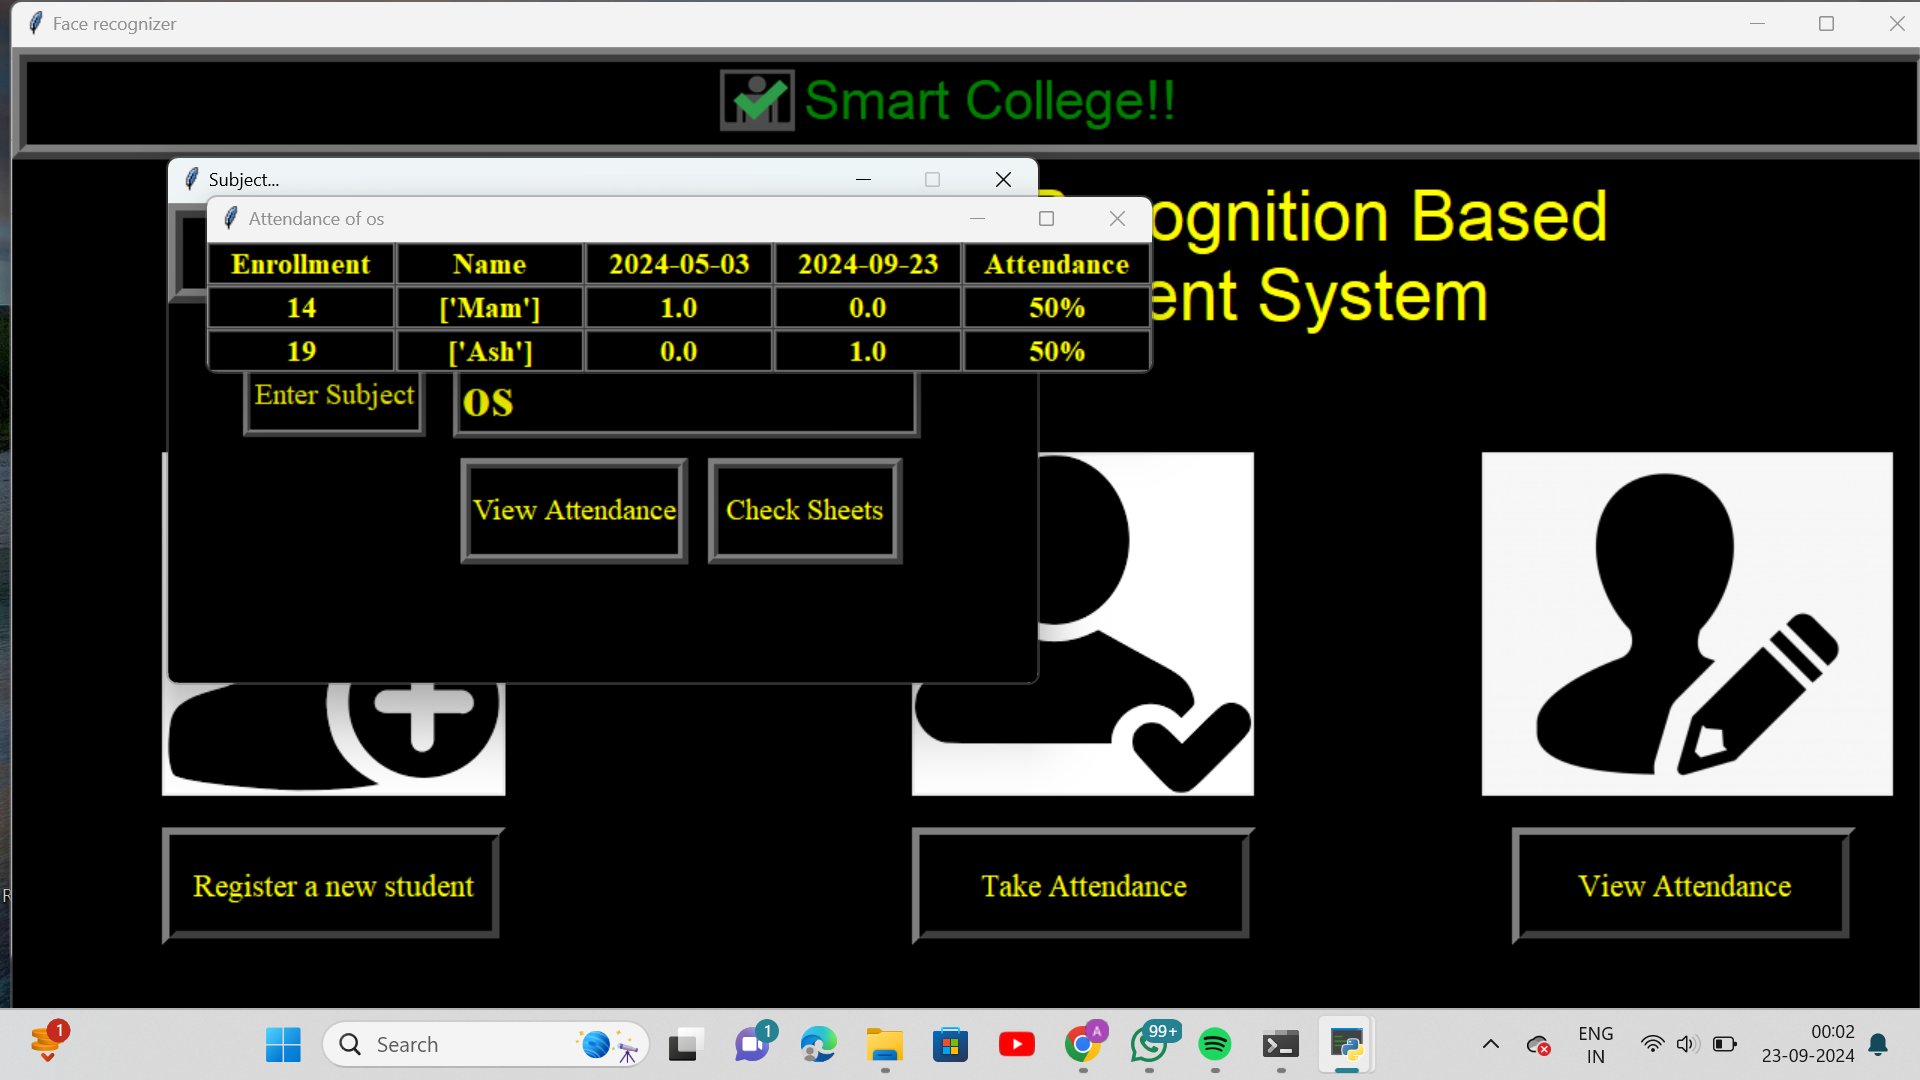 Face recognizer
Smart College!!
Subject...
Attendance of os
ognition Based
ent System
Enrollment Name 2024-05-03 2024-09-23 Attendance
14 ['Mam'] 1.0 0.0 50%
19 ['Ash'] 0.0 1.0 50%
Enter Subject os
View Attendance Check Sheets
Register a new student Take Attendance View Attendance
1
Search
1
A
99+
ENG
IN
00:02
23-09-2024